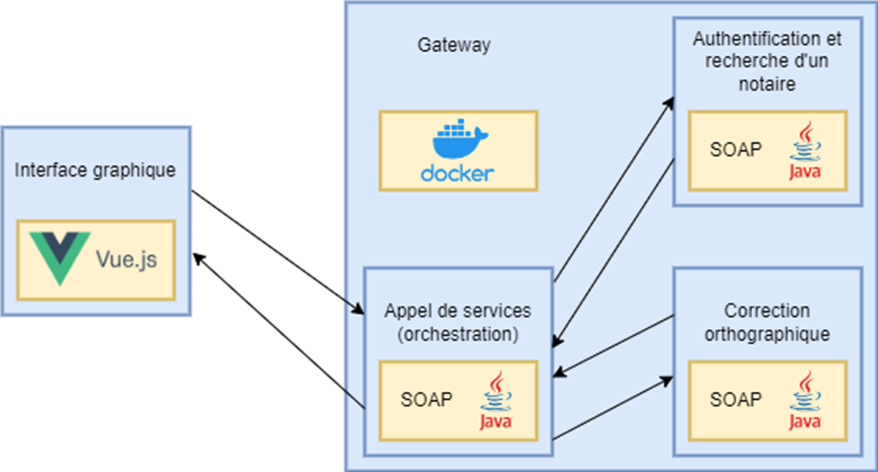 Gateway
docker
Authentification et
recherche d'un
notaire
SOAP
Java
Interface graphique
Vue.js
Appel de services
(orchestration)
SOAP
Java
Correction
orthographique
SOAP
Java